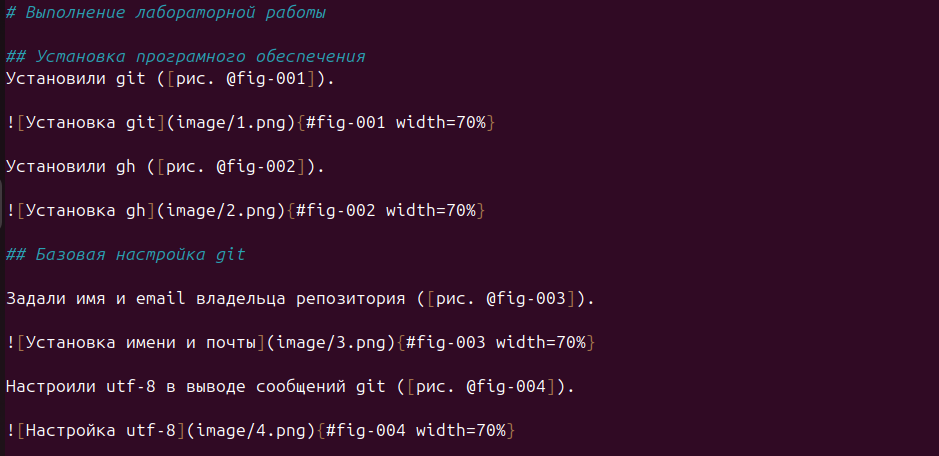 # Выполнение лабораторной работы
## Установка програмного обеспечения
Установили git ([рис. @fig-001]).
![Установка git](image/1.png){#fig-001 width=70%}
Установили gh ([рис. @fig-002]).
![Установка gh](image/2.png){#fig-002 width=70%}
## Базовая настройка git
Задали имя и email владельца репозитория ([рис. @fig-003]).
![Установка имени и почты](image/3.png){#fig-003 width=70%}
Настроили utf-8 в выводе сообщений git ([рис. @fig-004]).
![Настройка utf-8](image/4.png){#fig-004 width=70%}